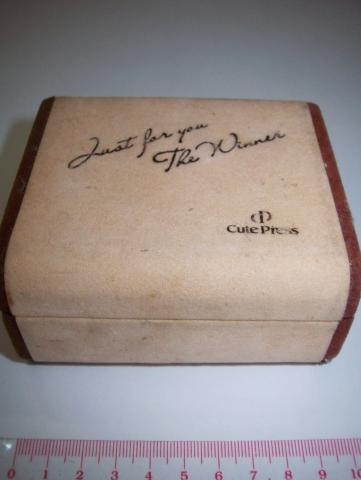 Just for you
The Winner
Cute Press
0 1 2 3 4 5 6 7 8 9 10